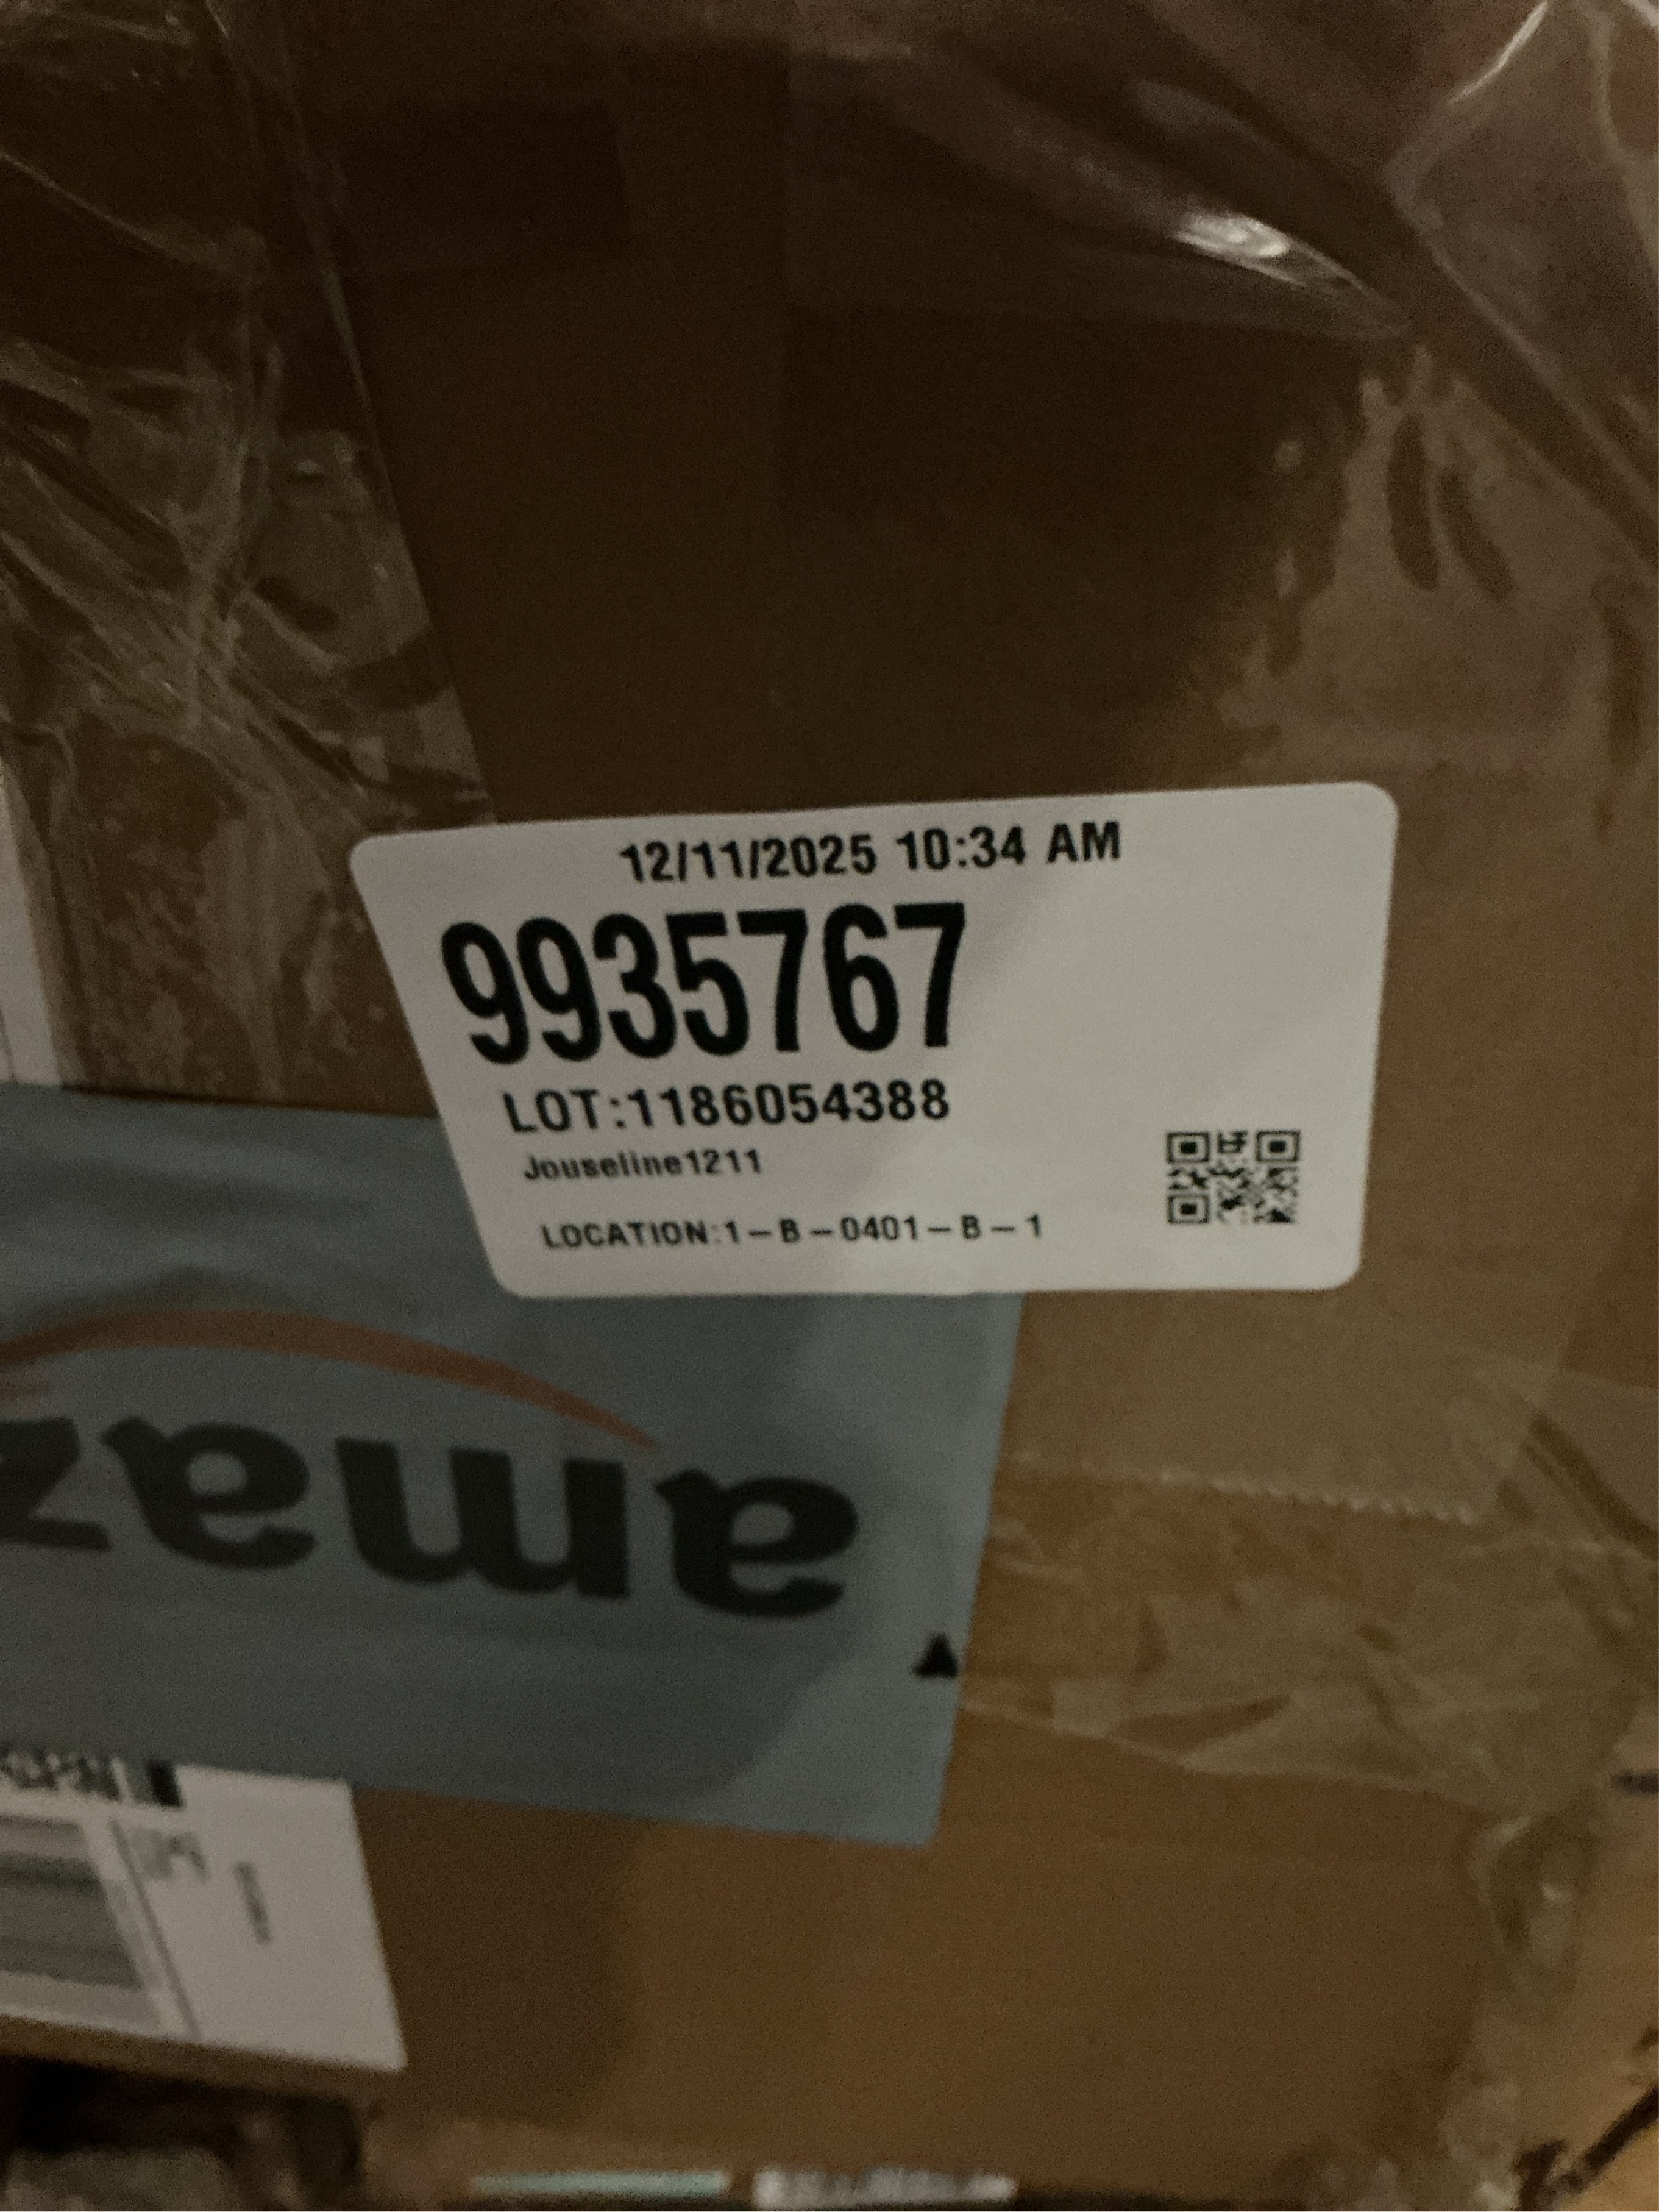 12/11/2025 10:34 AM
9935767
LOT:1186054388
Jouseline1211
LOCATION:1-B-0401-B-1
amaz